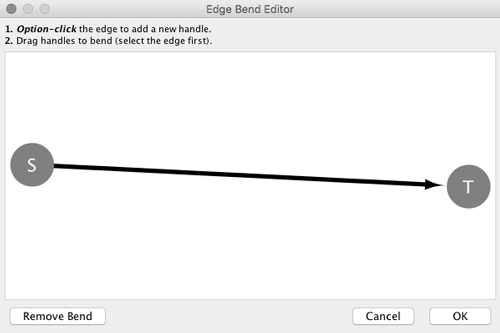 Edge Bend Editor
1. Option-click the edge to add a new handle.
2. Drag handles to bend (select the edge first).
S
T
Remove Bend
Cancel
OK